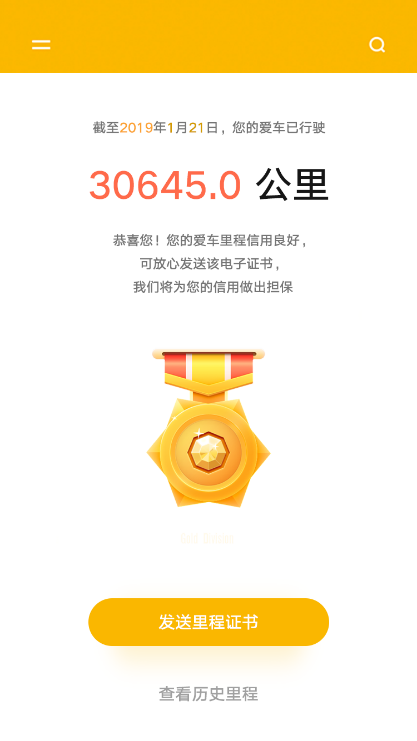 截至2019年1月21日，您的爱车已行驶
30645.0 公里
恭喜您！您的爱车里程信用良好，
可放心发送该电子证书，
我们将为您的信用做出担保
发送里程证书
查看历史里程